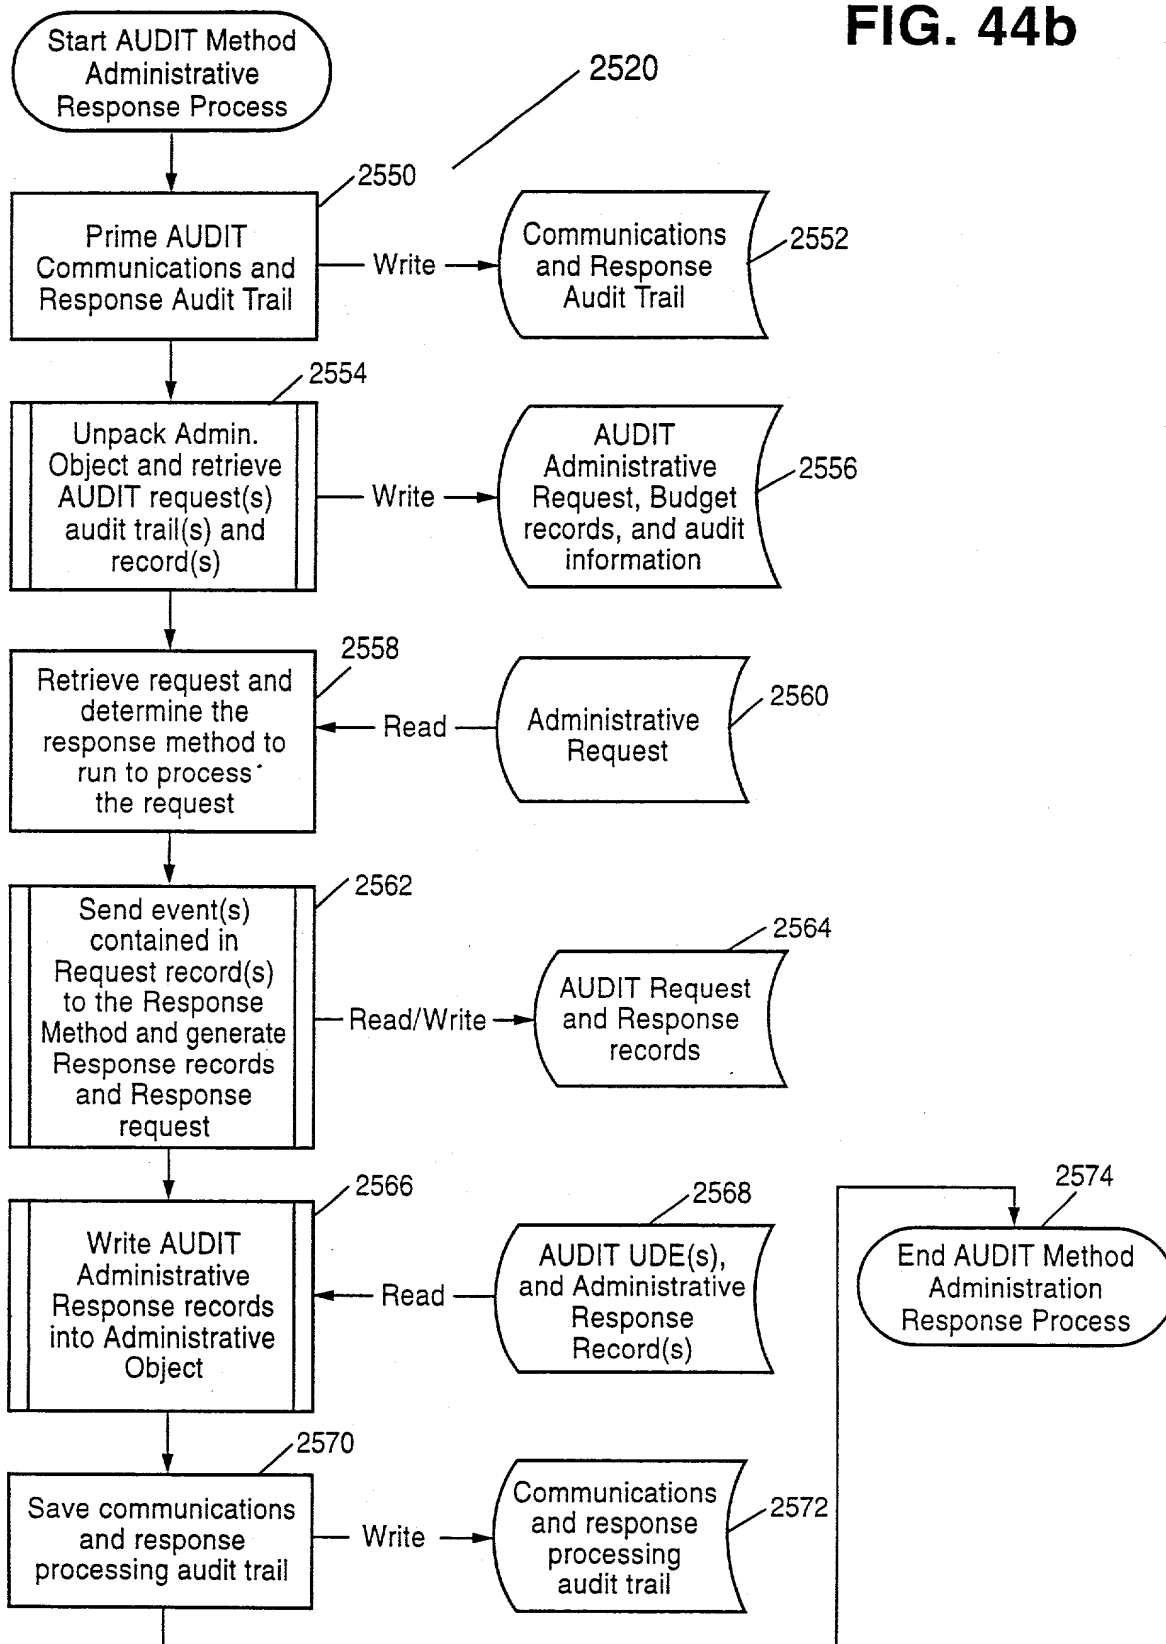 FIG. 44b
Start AUDIT Method
Administrative
Response Process
2520
2550
Prime AUDIT
Communications and
Response Audit Trail
Write
Communications
and Response
Audit Trail
2552
2554
Unpack Admin.
Object and retrieve
AUDIT request(s)
audit trail(s) and
record(s)
Write
AUDIT
Administrative
Request, Budget
records, and audit
information
2556
2558
Retrieve request and
determine the
response method to
run to process
the request
Read
Administrative
Request
2560
2562
Send event(s)
contained in
Request record(s)
to the Response
Method and generate
Response records
and Response
request
Read/Write
2564
AUDIT Request
and Response
records
2566
Write AUDIT
Administrative
Response records
into Administrative
Object
Read
2568
AUDIT UDE(s),
and Administrative
Response
Record(s)
2574
End AUDIT Method
Administration
Response Process
2570
Save communications
and response
processing audit trail
Write
Communications
and response
processing
audit trail
2572